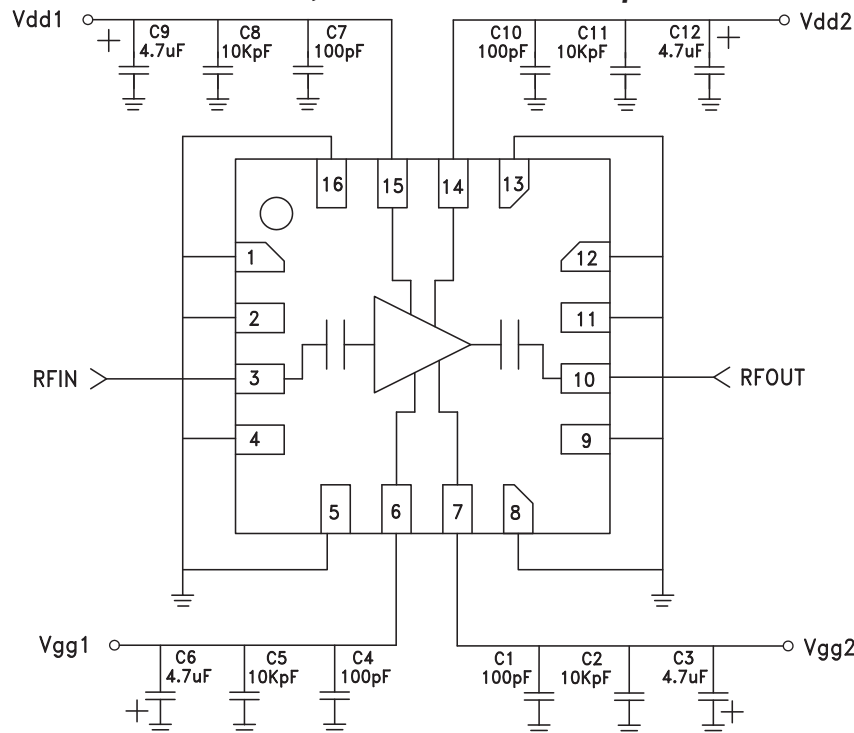 Vdd1
C9
4.7uF
C8
10KpF
C7
100pF
C10
100pF
C11
10KpF
C12
4.7uF
Vdd2
16
15
14
13
1
2
3
4
12
11
10
9
RFIN
RFOUT
5
6
7
8
Vgg1
C6
4.7uF
C5
10KpF
C4
100pF
C1
100pF
C2
10KpF
C3
4.7uF
Vgg2